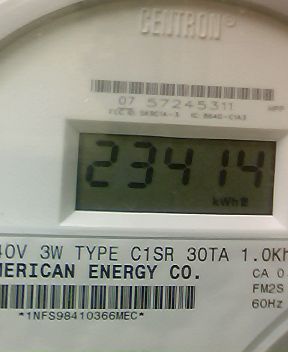 CENTRON
07 57245311
23414
kWh
40V 3W TYPE C1SR 30TA 1.0Kh
MERICAN ENERGY CO.
CA 0.
FM2S
60Hz
*1NFS98410366MEC*